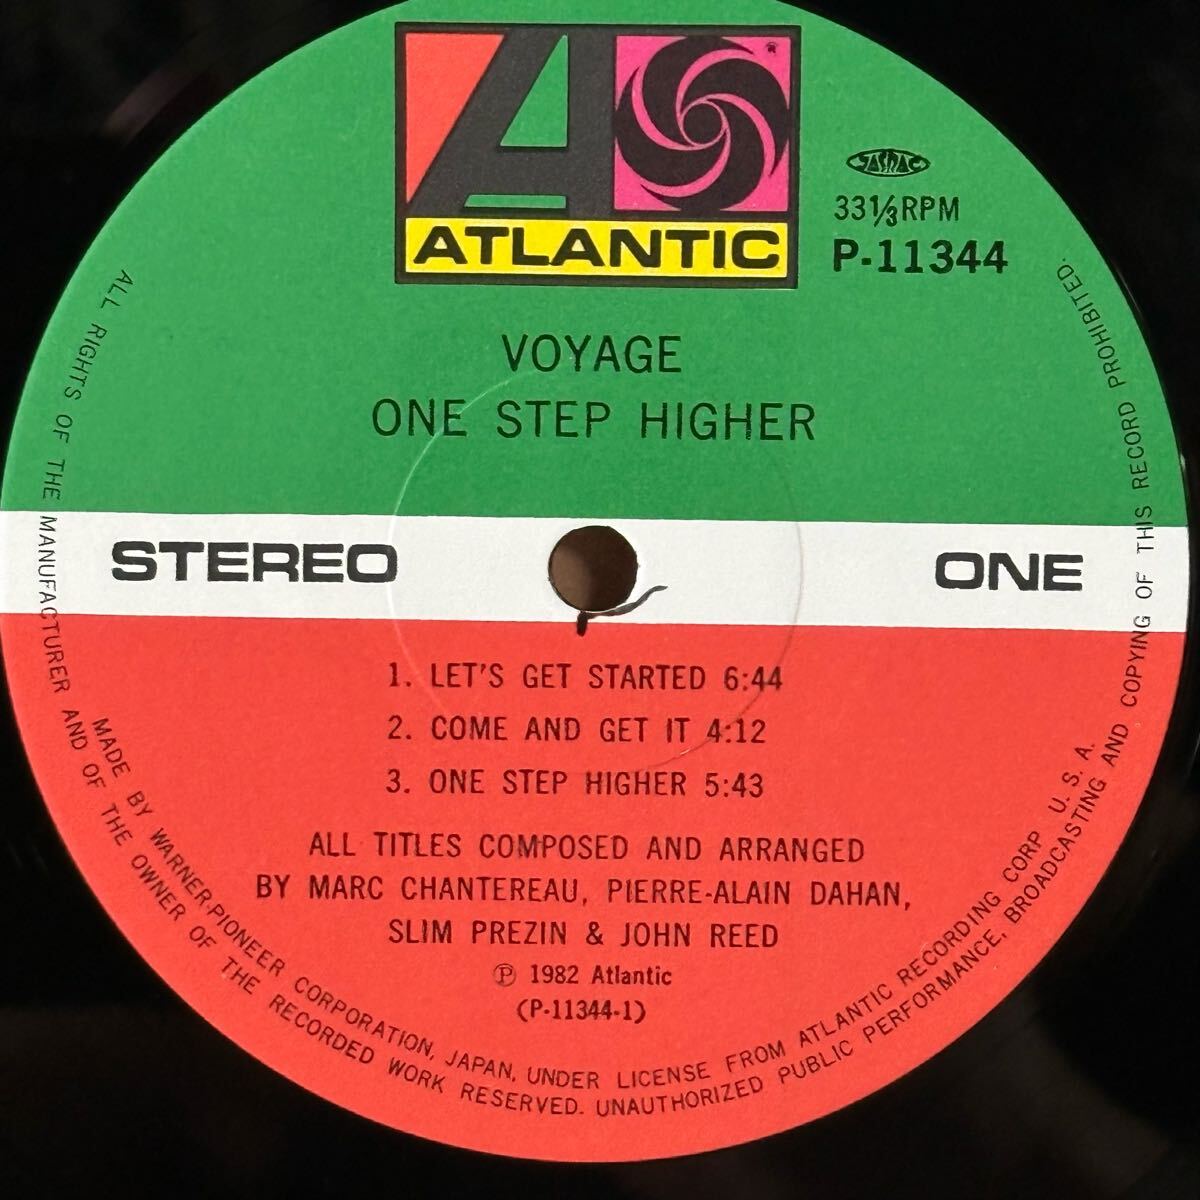 ATLANTIC
®
JASRAC
33⅓RPM
P-11344
VOYAGE
ONE STEP HIGHER
STEREO
ONE
1. LET'S GET STARTED 6:44
2. COME AND GET IT 4:12
3. ONE STEP HIGHER 5:43
ALL TITLES COMPOSED AND ARRANGED
BY MARC CHANTEREAU, PIERRE-ALAIN DAHAN,
SLIM PREZIN & JOHN REED
Ⓟ 1982 Atlantic
(P-11344-1)
MADE BY WARNER-PIONEER CORPORATION, JAPAN, UNDER LICENSE FROM ATLANTIC RECORDING CORP. U. S. A.
ALL RIGHTS OF THE MANUFACTURER AND OF THE OWNER OF THE RECORDED WORK RESERVED. UNAUTHORIZED PUBLIC PERFORMANCE, BROADCASTING AND COPYING OF THIS RECORD PROHIBITED.